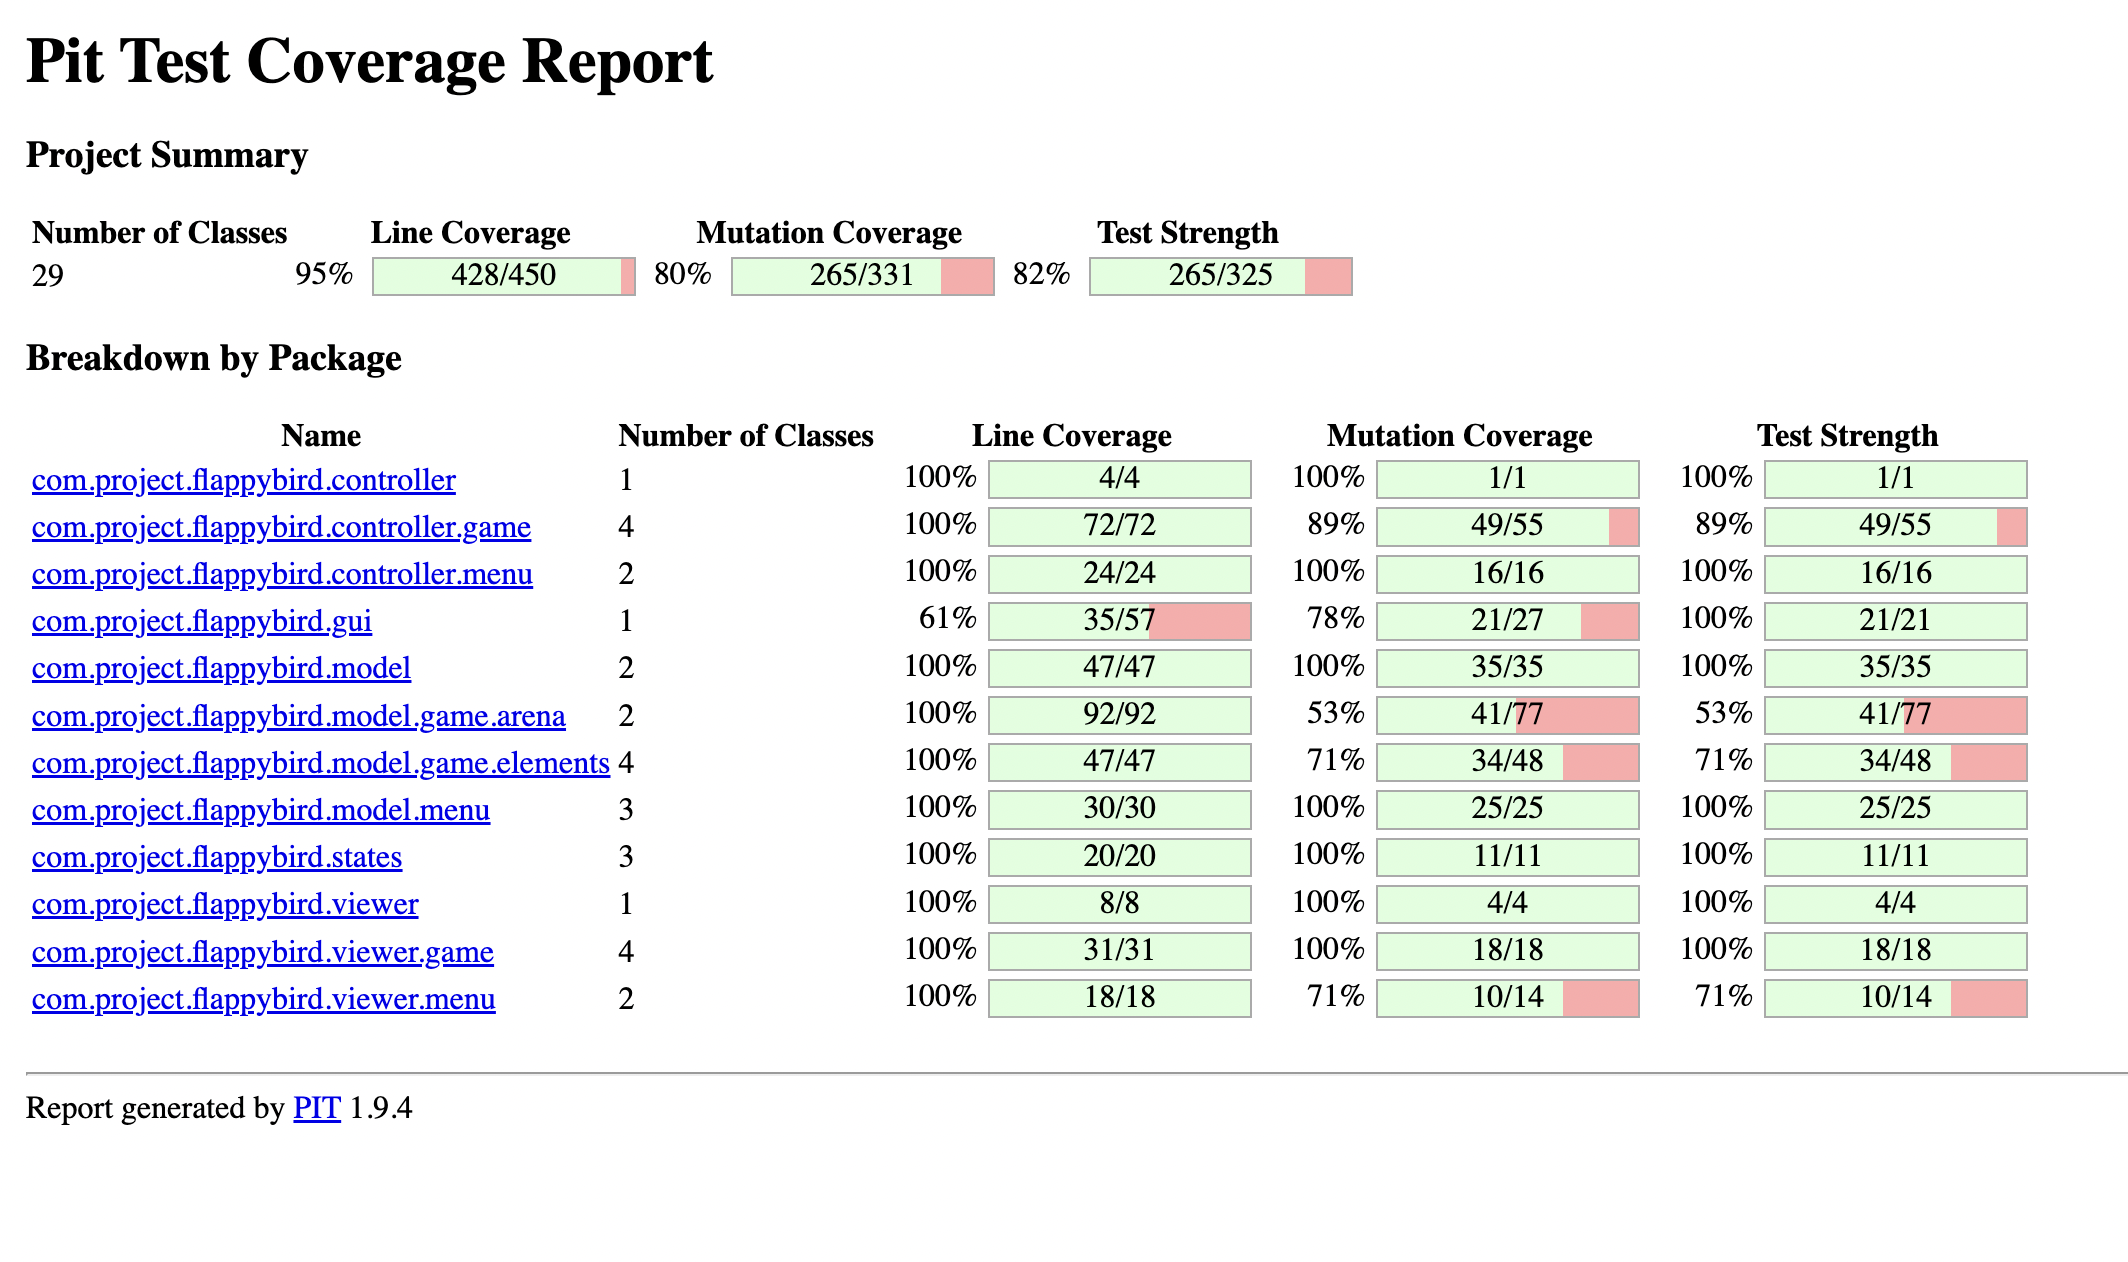 Pit Test Coverage Report
Project Summary
Number of Classes Line Coverage Mutation Coverage Test Strength
29 95% 428/450 80% 265/331 82% 265/325
Breakdown by Package
Name Number of Classes Line Coverage Mutation Coverage Test Strength
com.project.flappybird.controller 1 100% 4/4 100% 1/1 100% 1/1
com.project.flappybird.controller.game 4 100% 72/72 89% 49/55 89% 49/55
com.project.flappybird.controller.menu 2 100% 24/24 100% 16/16 100% 16/16
com.project.flappybird.gui 1 61% 35/57 78% 21/27 100% 21/21
com.project.flappybird.model 2 100% 47/47 100% 35/35 100% 35/35
com.project.flappybird.model.game.arena 2 100% 92/92 53% 41/77 53% 41/77
com.project.flappybird.model.game.elements 4 100% 47/47 71% 34/48 71% 34/48
com.project.flappybird.model.menu 3 100% 30/30 100% 25/25 100% 25/25
com.project.flappybird.states 3 100% 20/20 100% 11/11 100% 11/11
com.project.flappybird.viewer 1 100% 8/8 100% 4/4 100% 4/4
com.project.flappybird.viewer.game 4 100% 31/31 100% 18/18 100% 18/18
com.project.flappybird.viewer.menu 2 100% 18/18 71% 10/14 71% 10/14
Report generated by PIT 1.9.4